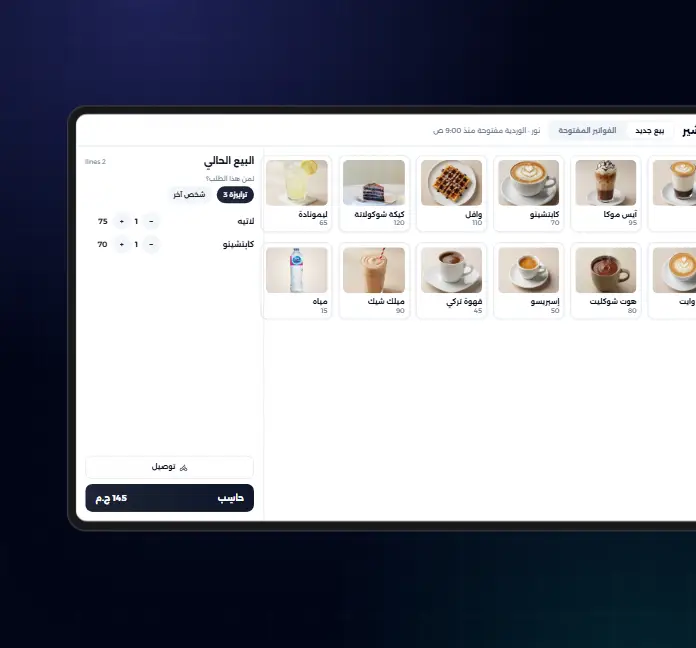 بيع جديد
الفواتير المفتوحة
نور · الوردية مفتوحة منذ 9:00 ص
آيس موكا
95
كابتشينو
70
وافل
110
كيكة شوكولاتة
120
ليمونادة
65
وايت
هوت شوكليت
80
إسبريسو
50
قهوة تركي
45
ميلك شيك
90
مياه
15
البيع الحالي
lines 2
لمن هذا الطلب؟
ترابيزة 3
شخص آخر
لاتيه
− 1 +
75
كابتشينو
− 1 +
70
توصيل
حاسِب
145 ج.م